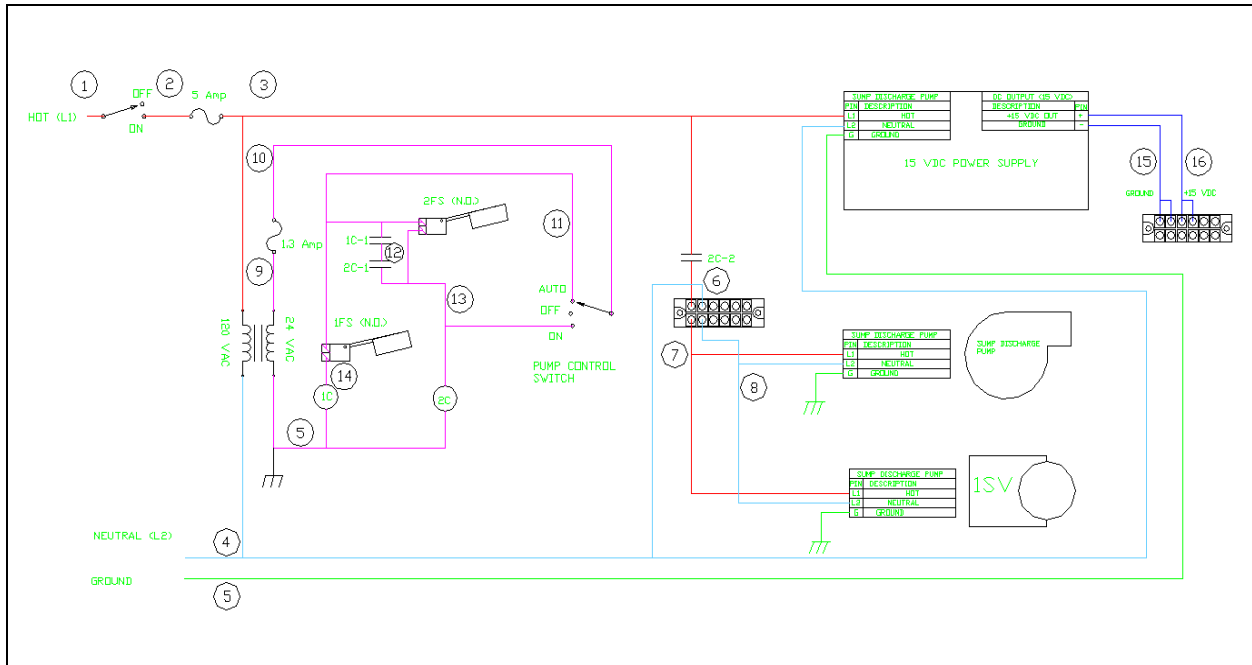 1
2
3
OFF
5 Amp
HOT (L1)
ON
SUMP DISCHARGE PUMP
PIN DESCRIPTION
L1 HOT
L2 NEUTRAL
G GROUND
DC OUTPUT (15 VDC)
DESCRIPTION PIN
+15 VDC OUT +
GROUND -
15 VDC POWER SUPPLY
15
16
GROUND
+15 VDC
10
2FS (N.O.)
11
1C-1
12
2C-1
1.3 Amp
9
13
2C-2
6
AUTO
OFF
ON
120 VAC
24 VAC
1FS (N.O.)
14
1C
2C
PUMP CONTROL
SWITCH
5
7
8
SUMP DISCHARGE PUMP
PIN DESCRIPTION
L1 HOT
L2 NEUTRAL
G GROUND
SUMP DISCHARGE
PUMP
SUMP DISCHARGE PUMP
PIN DESCRIPTION
L1 HOT
L2 NEUTRAL
G GROUND
1SV
NEUTRAL (L2)
4
GROUND
5